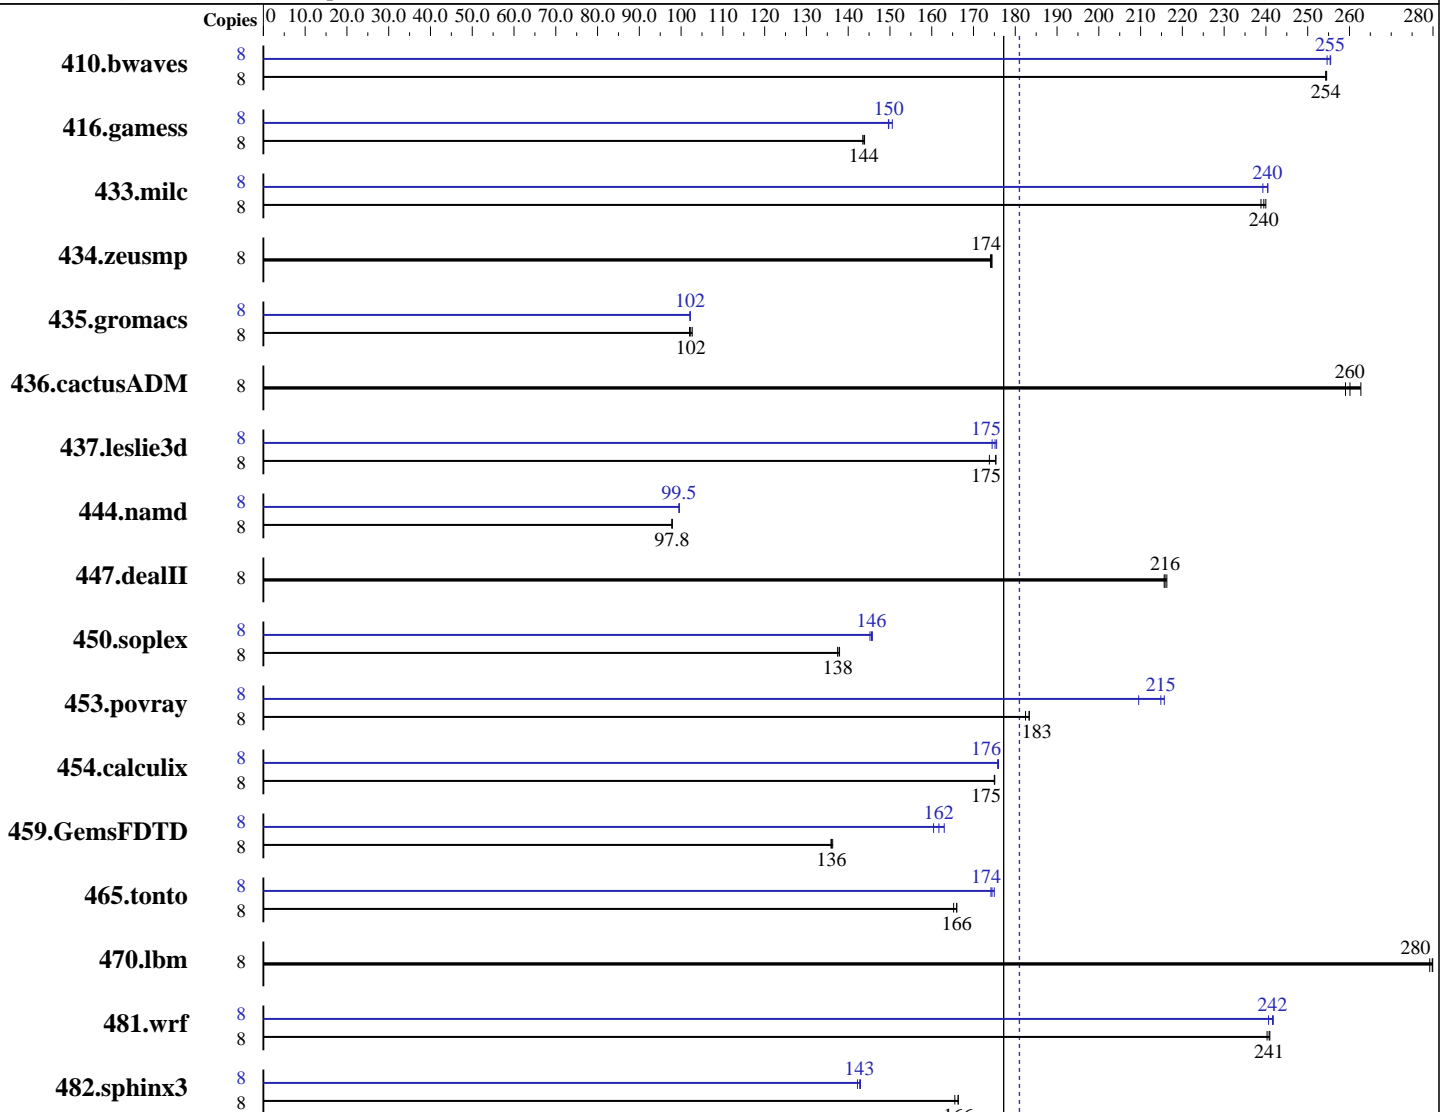 Copies 0 10.0 20.0 30.0 40.0 50.0 60.0 70.0 80.0 90.0 100 110 120 130 140 150 160 170 180 190 200 210 220 230 240 250 260 280
410.bwaves 8 255
8 254
416.gamess 8 150
8 144
433.milc 8 240
8 240
434.zeusmp 8 174
435.gromacs 8 102
8 102
436.cactusADM 8 260
437.leslie3d 8 175
8 175
444.namd 8 99.5
8 97.8
447.dealII 8 216
450.soplex 8 146
8 138
453.povray 8 215
8 183
454.calculix 8 176
8 175
459.GemsFDTD 8 162
8 136
465.tonto 8 174
8 166
470.lbm 8 280
481.wrf 8 242
8 241
482.sphinx3 8 143
8